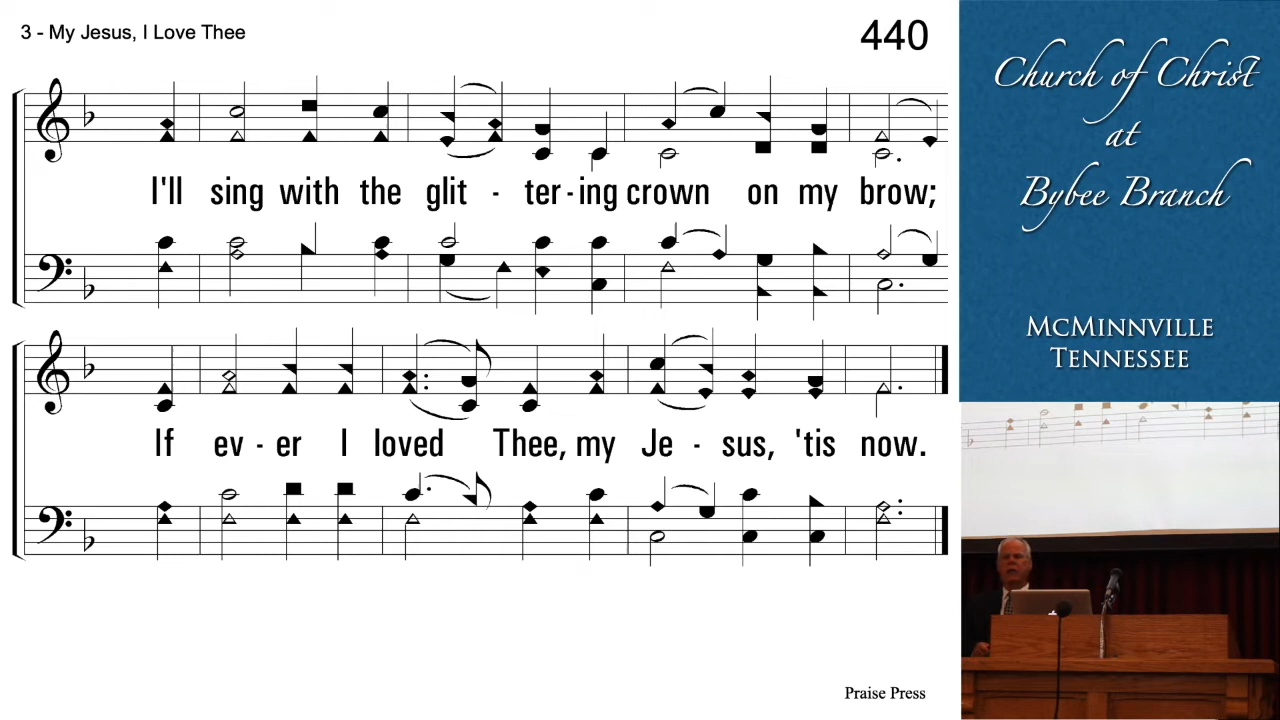 3 - My Jesus, I Love Thee
440
I'll sing with the glit - ter - ing crown on my brow;
If ev - er I loved Thee, my Je - sus, 'tis now.
Praise Press
Church of Christ
at
Bybee Branch
McMinnville
Tennessee